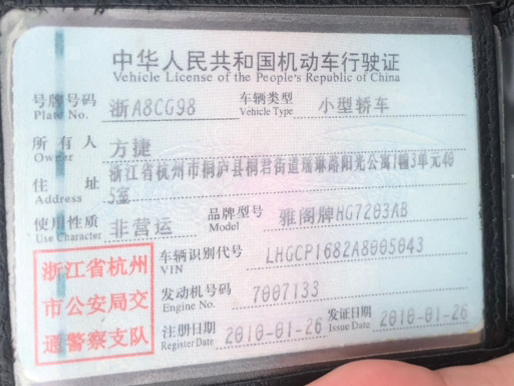 中华人民共和国机动车行驶证
Vehicle License of the People's Republic of China
号牌号码 浙A8CG98 车辆类型 小型轿车
Plate No. Vehicle Type
所有人 方捷
Owner
住址 浙江省杭州市桐庐县桐君街道瑶琳路阳光公寓1幢3单元40
Address 5室
使用性质 非营运 品牌型号 雅阁牌HG7203AB
Use Character Model
浙江省杭州
市公安局交
通警察支队
车辆识别代号 LHGCP1682A8005043
VIN
发动机号码 7007133
Engine No.
注册日期 2010-01-26 发证日期 2010-01-26
Register Date Issue Date